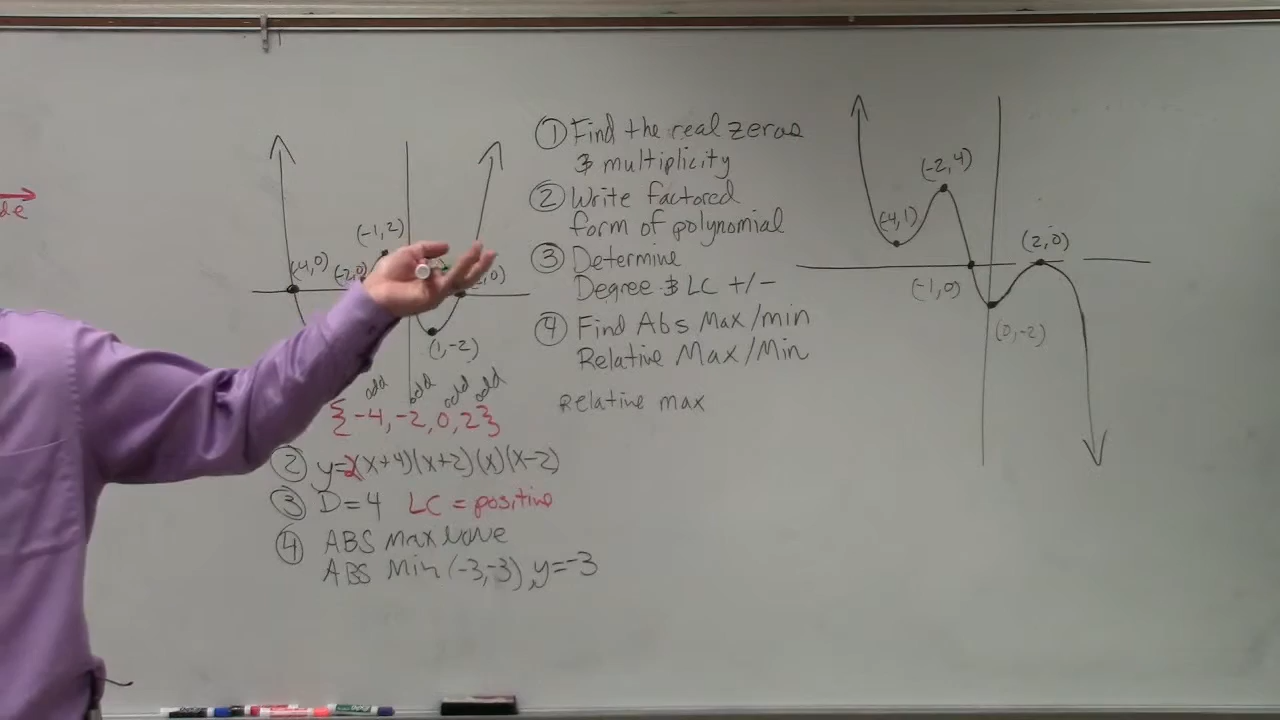 de
(-4,0)
(-2,0)
(-1,2)
,0)
(1,-2)
odd odd odd odd
{-4,-2,0,2}
② y=2(x+4)(x+2)(x)(x-2)
③ D=4 LC = positive
④ ABS max none
ABS Min (-3,-3), y=-3
① Find the real zeros
& multiplicity
② Write factored
form of polynomial
③ Determine
Degree & LC +/-
④ Find Abs Max/min
Relative Max/Min
Relative max
(-4,1)
(-2,4)
(-1,0)
(0,-2)
(2,0)